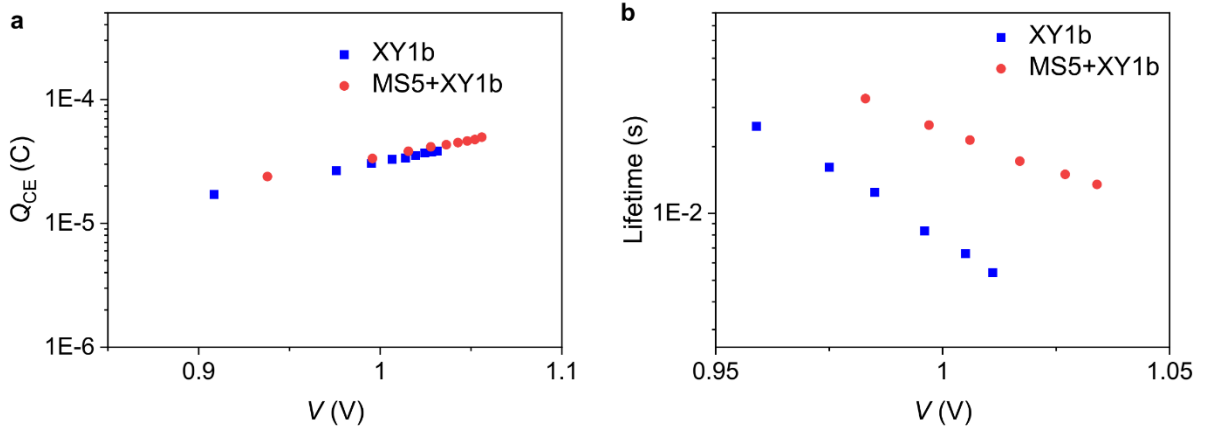 a
XY1b
MS5+XY1b
1E-4
1E-5
1E-6
Q_CE (C)
0.9
1
1.1
V (V)
b
XY1b
MS5+XY1b
1E-2
Lifetime (s)
0.95
1
1.05
V (V)